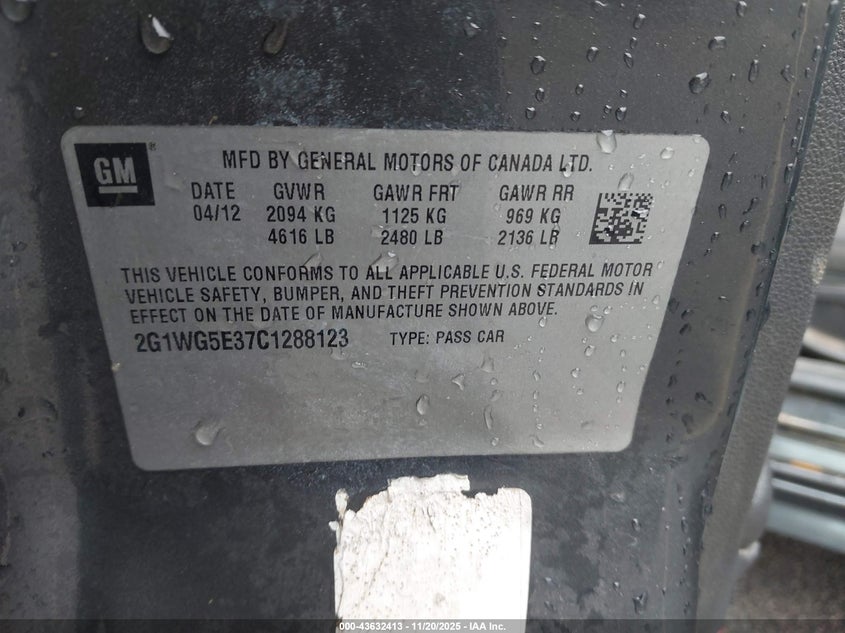 GM
MFD BY GENERAL MOTORS OF CANADA LTD.
DATE GVWR GAWR FRT GAWR RR
04/12 2094 KG 1125 KG 969 KG
4616 LB 2480 LB 2136 LB
THIS VEHICLE CONFORMS TO ALL APPLICABLE U.S. FEDERAL MOTOR
VEHICLE SAFETY, BUMPER, AND THEFT PREVENTION STANDARDS IN
EFFECT ON THE DATE OF MANUFACTURE SHOWN ABOVE.
2G1WG5E37C1288123 TYPE: PASS CAR
000-43632413 - 11/20/2025 - IAA Inc.